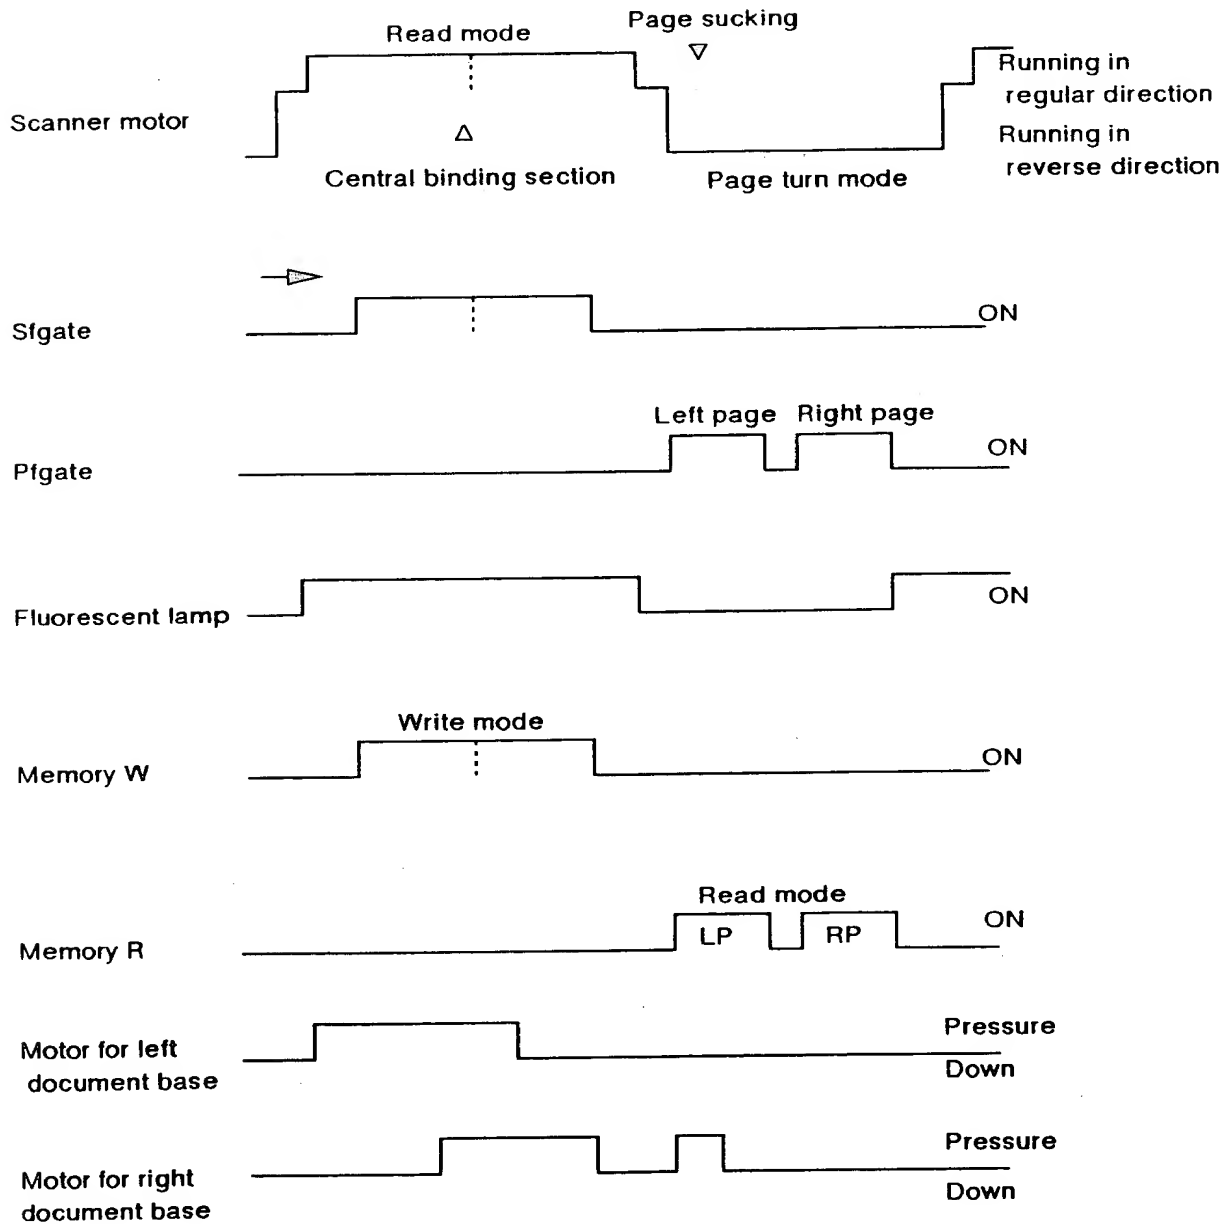 Page sucking
Read mode
Running in
regular direction
Scanner motor
Running in
reverse direction
Central binding section
Page turn mode
Sfgate
ON
Left page
Right page
Pfgate
ON
Fluorescent lamp
ON
Write mode
Memory W
ON
Read mode
Memory R
LP
RP
ON
Motor for left
document base
Pressure
Down
Motor for right
document base
Pressure
Down